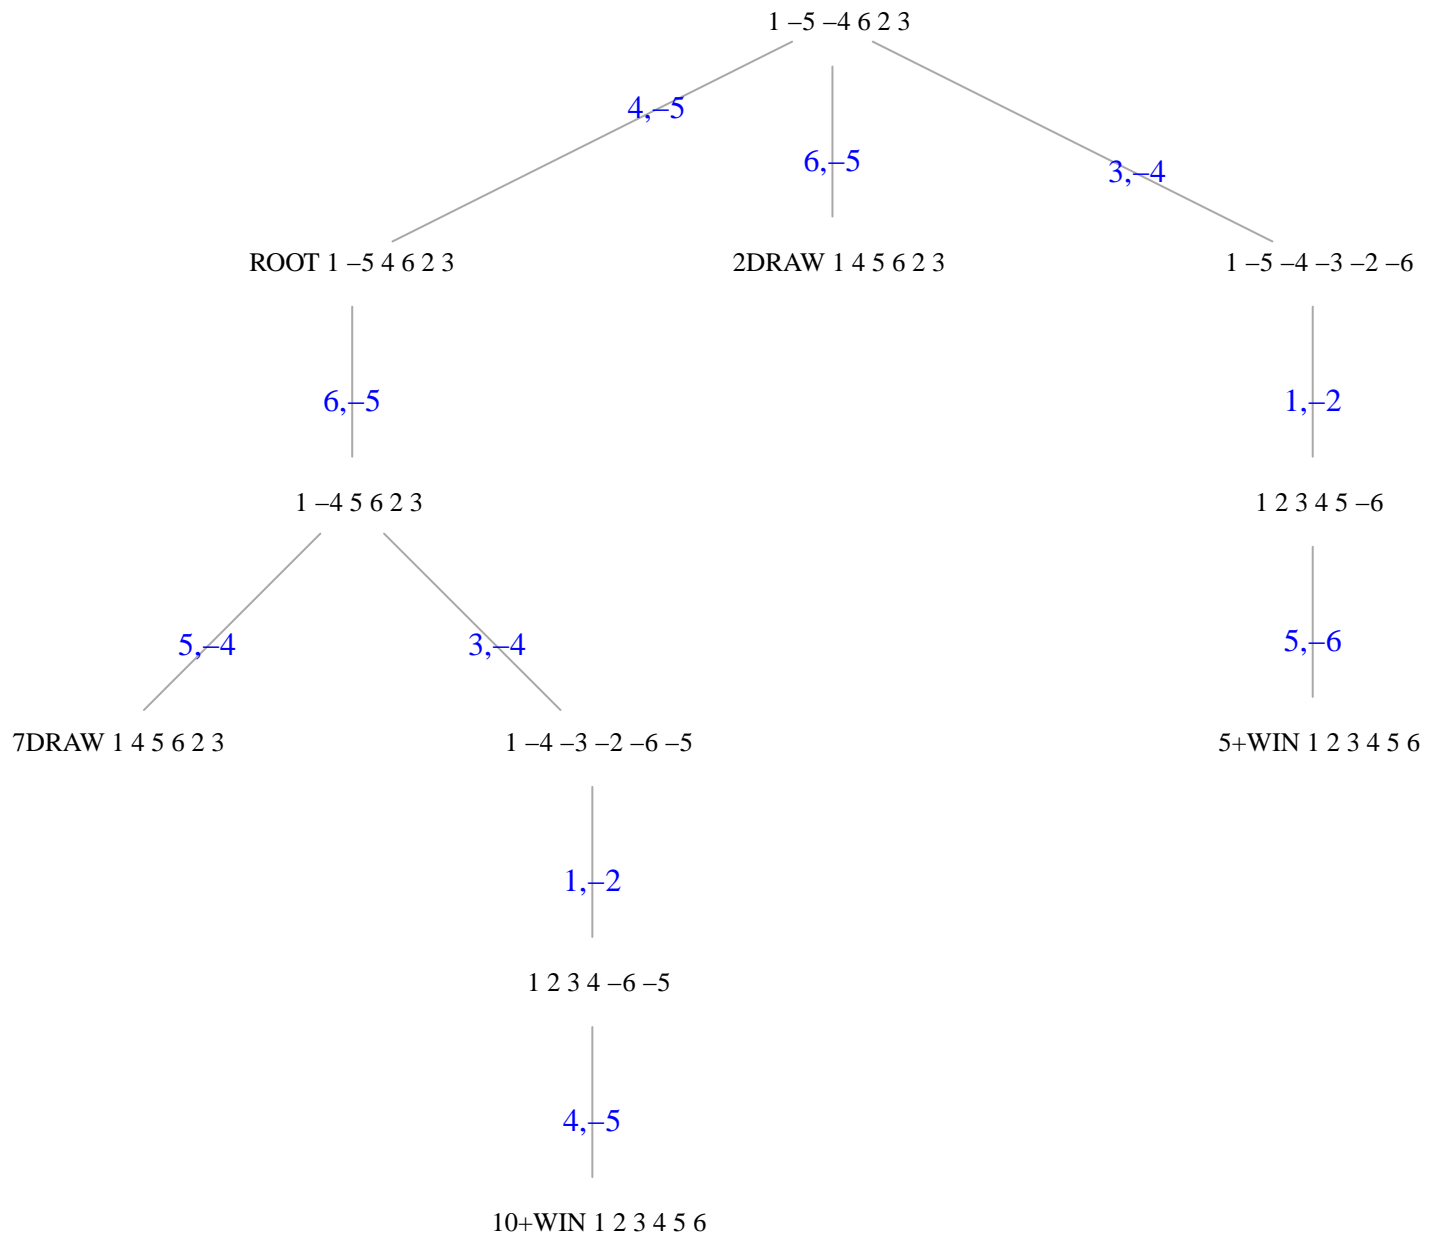 1 –5 –4 6 2 3
4,–5
6,–5
3,–4
ROOT 1 –5 4 6 2 3
2DRAW 1 4 5 6 2 3
1 –5 –4 –3 –2 –6
6,–5
1,–2
1 –4 5 6 2 3
1 2 3 4 5 –6
5,–4
3,–4
5,–6
7DRAW 1 4 5 6 2 3
1 –4 –3 –2 –6 –5
5+WIN 1 2 3 4 5 6
1,–2
1 2 3 4 –6 –5
4,–5
10+WIN 1 2 3 4 5 6